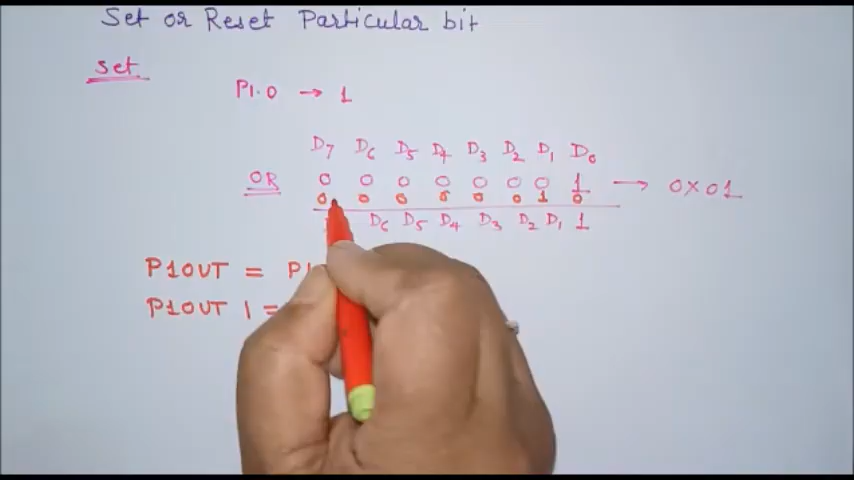 Set or Reset Particular bit
Set
P1.0 → 1
D7 D6 D5 D4 D3 D2 D1 D0
OR 0 0 0 0 0 0 0 1 → 0x01
0 0 0 0 0 0 1 0
D6 D5 D4 D3 D2 D1 1
P1OUT = P1
P1OUT |=